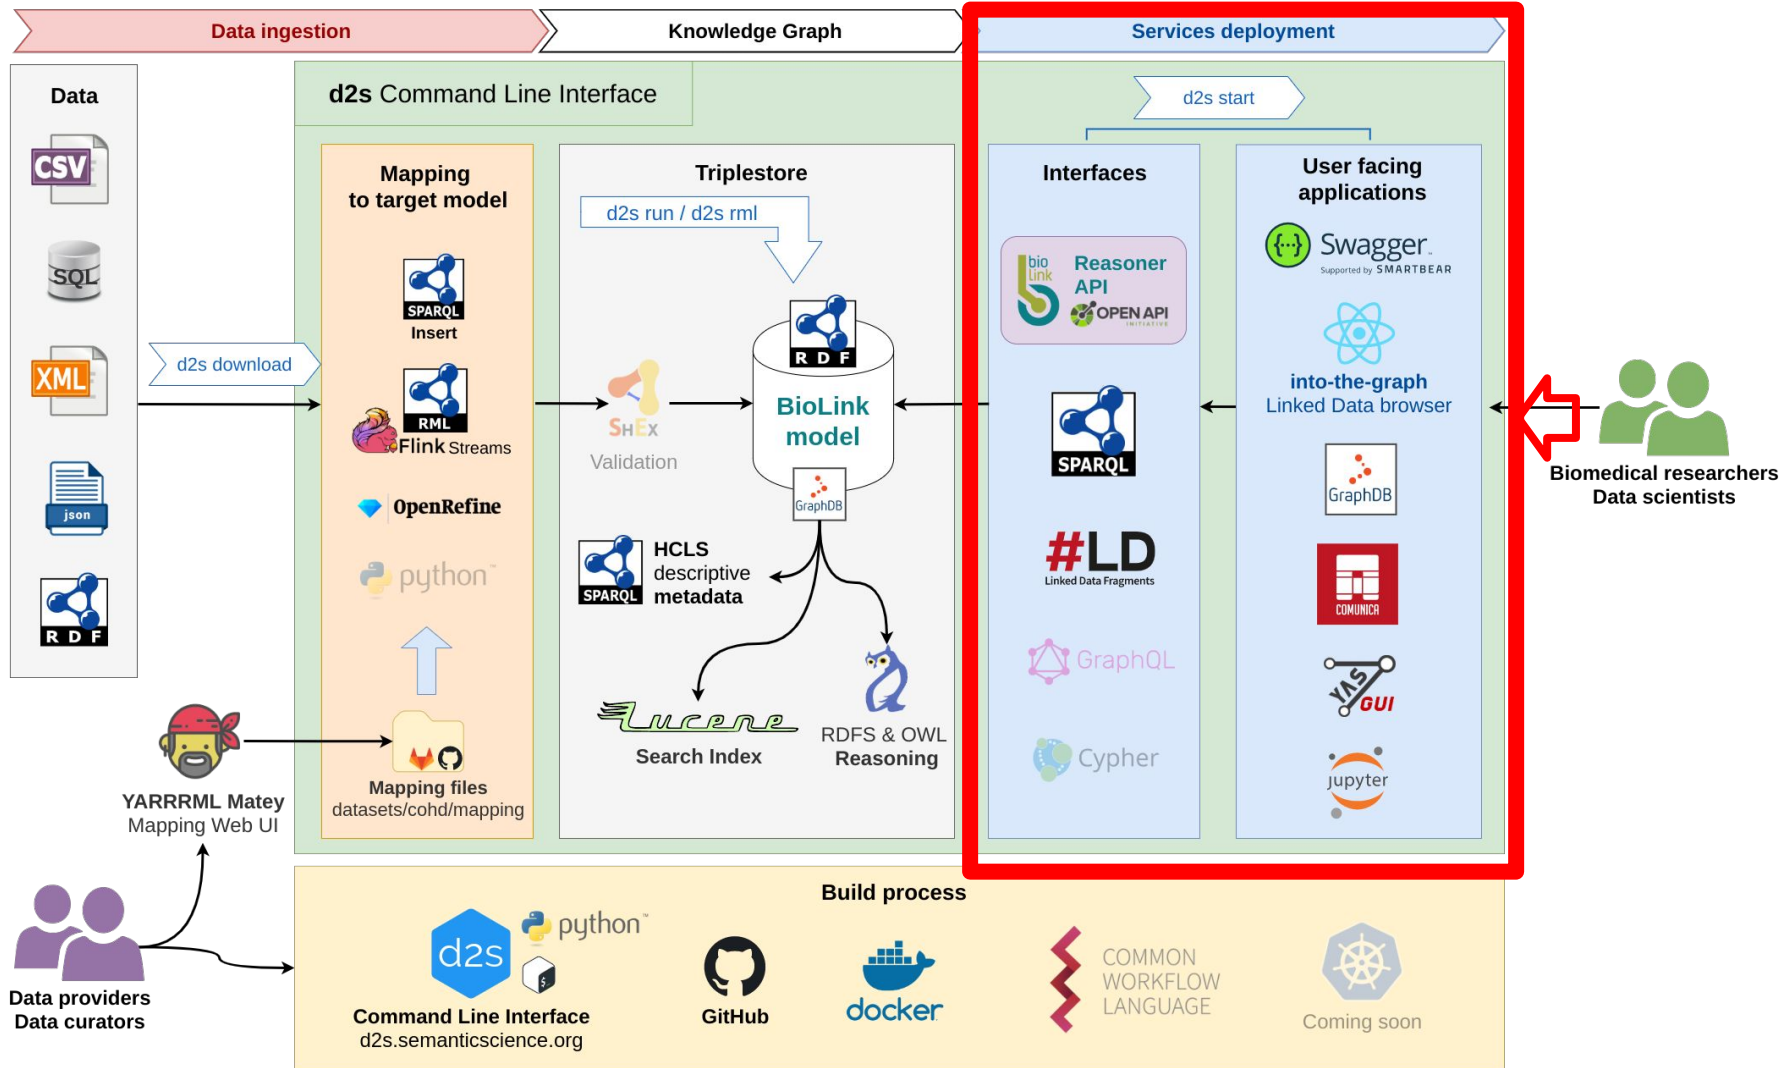 Data ingestion
Knowledge Graph
Services deployment
Data
CSV
SQL
XML
json
RDF
d2s download
d2s Command Line Interface
Mapping
to target model
SPARQL
Insert
RML
Flink Streams
OpenRefine
python™
Mapping files
datasets/cohd/mapping
YARRRML Matey
Mapping Web UI
Data providers
Data curators
Triplestore
d2s run / d2s rml
ShEx
Validation
RDF
BioLink
model
GraphDB
SPARQL
HCLS
descriptive
metadata
Lucene
Search Index
RDFS & OWL
Reasoning
d2s start
Interfaces
bio
link
Reasoner
API
OPEN API
INITIATIVE
SPARQL
#LD
Linked Data Fragments
GraphQL
Cypher
User facing
applications
{···}
Swagger™
Supported by SMARTBEAR
into-the-graph
Linked Data browser
GraphDB
COMUNICA
YAS
GUI
jupyter
Biomedical researchers
Data scientists
Build process
d2s
python™
$_
Command Line Interface
d2s.semanticscience.org
GitHub
docker
COMMON
WORKFLOW
LANGUAGE
Coming soon